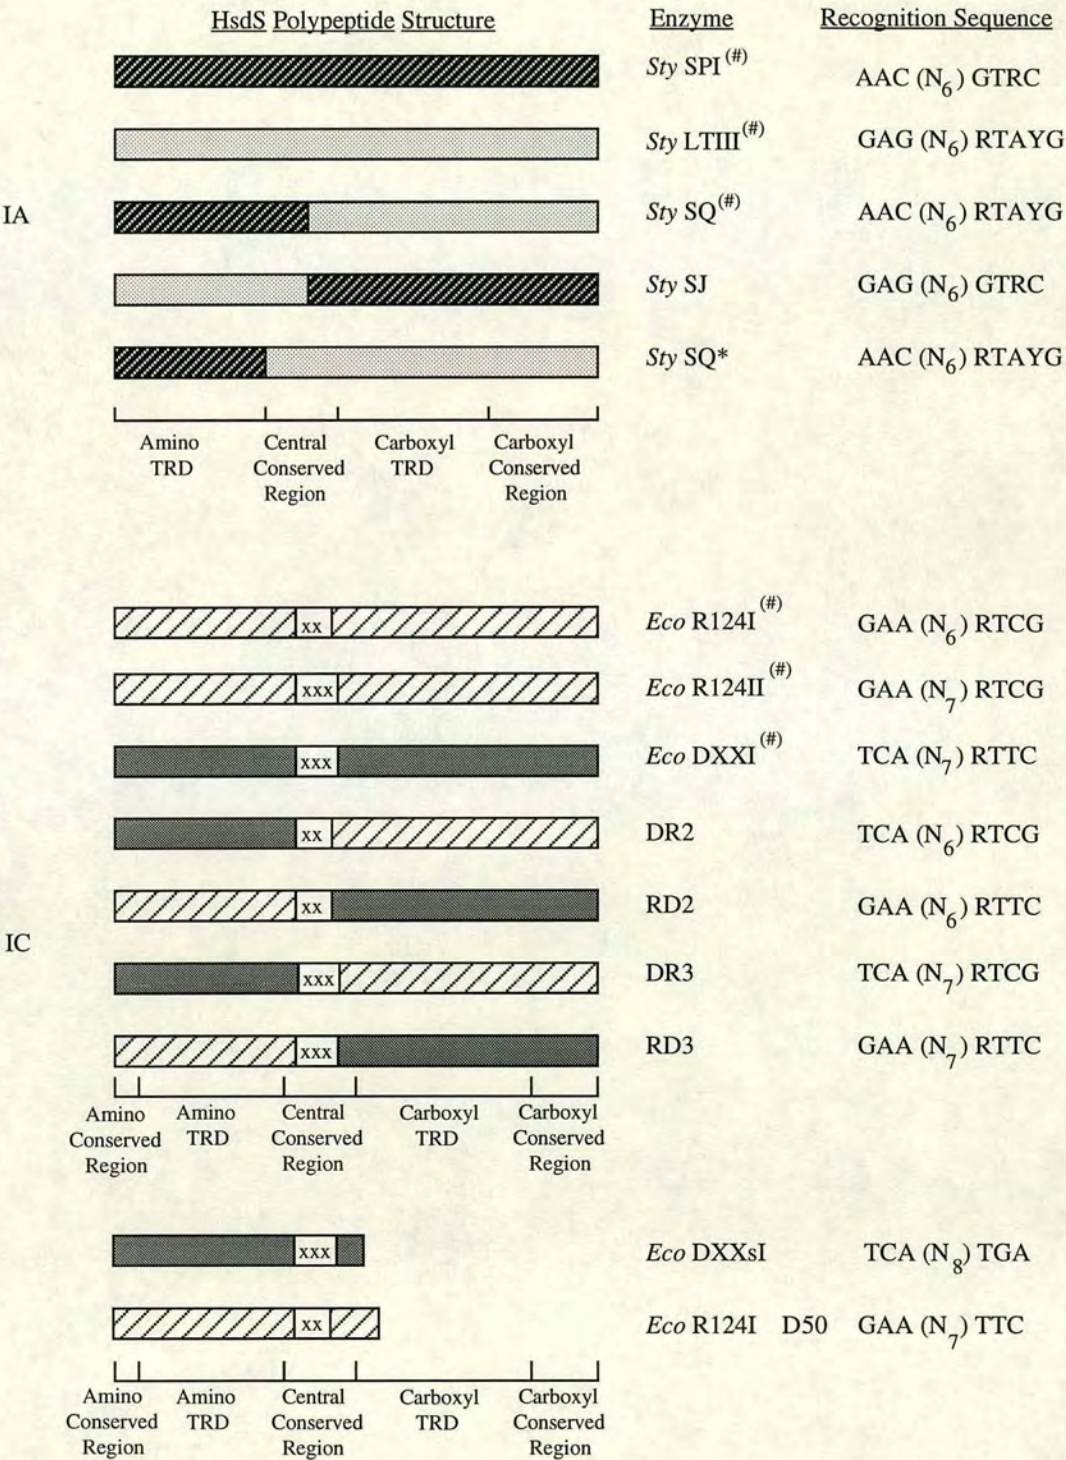 HsdS Polypeptide Structure Enzyme Recognition Sequence
Sty SPI(#) AAC (N6) GTRC
Sty LTIII(#) GAG (N6) RTAYG
IA Sty SQ(#) AAC (N6) RTAYG
Sty SJ GAG (N6) GTRC
Sty SQ* AAC (N6) RTAYG
Amino Central Carboxyl Carboxyl
TRD Conserved TRD Conserved
Region Region
xx Eco R124I(#) GAA (N6) RTCG
xxx Eco R124II(#) GAA (N7) RTCG
xxx Eco DXXI(#) TCA (N7) RTTC
xx DR2 TCA (N6) RTCG
xx RD2 GAA (N6) RTTC
IC
xxx DR3 TCA (N7) RTCG
xxx RD3 GAA (N7) RTTC
Amino Amino Central Carboxyl Carboxyl
Conserved TRD Conserved TRD Conserved
Region Region Region
xxx Eco DXXsI TCA (N8) TGA
xx Eco R124I D50 GAA (N7) TTC
Amino Amino Central Carboxyl Carboxyl
Conserved TRD Conserved TRD Conserved
Region Region Region